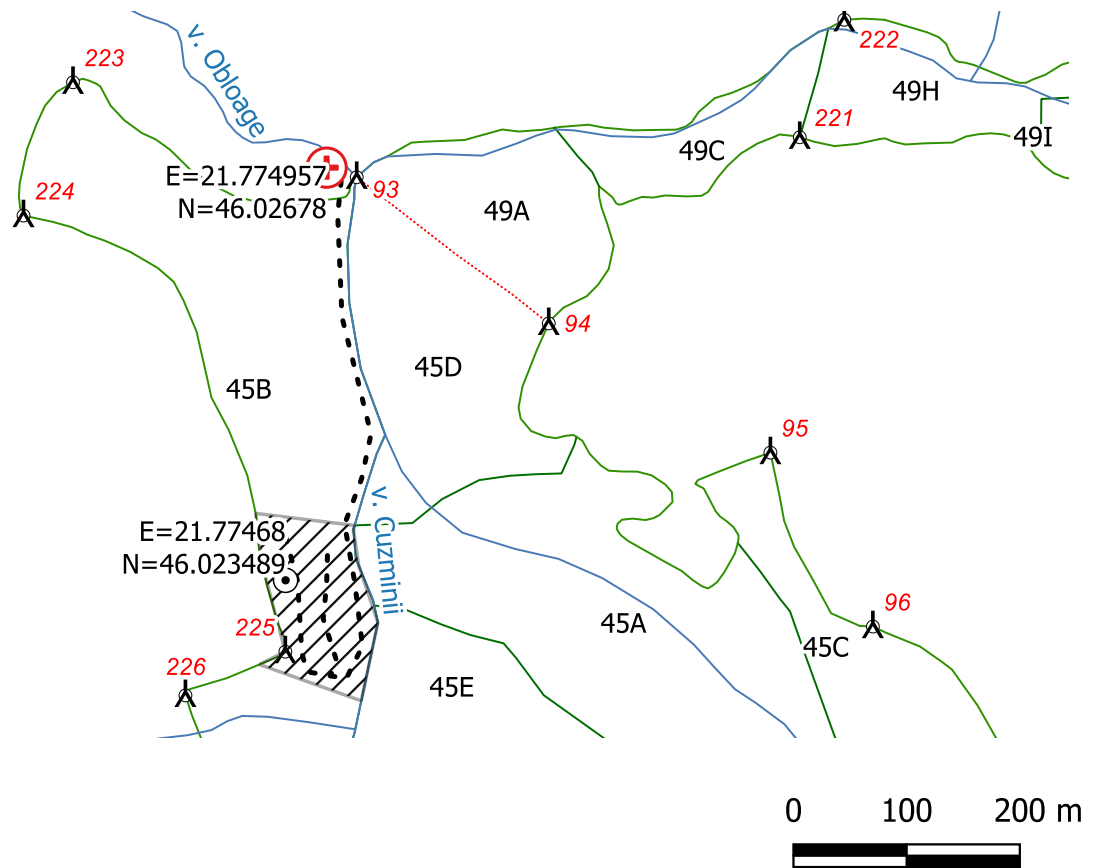 v. Obloage
223
222
49H
221
49I
49C
E=21.774957
93
224
N=46.02678
49A
94
45D
45B
95
v. Cuzminii
E=21.77468
N=46.023489
96
225
45A
45C
226
45E
0 100 200 m